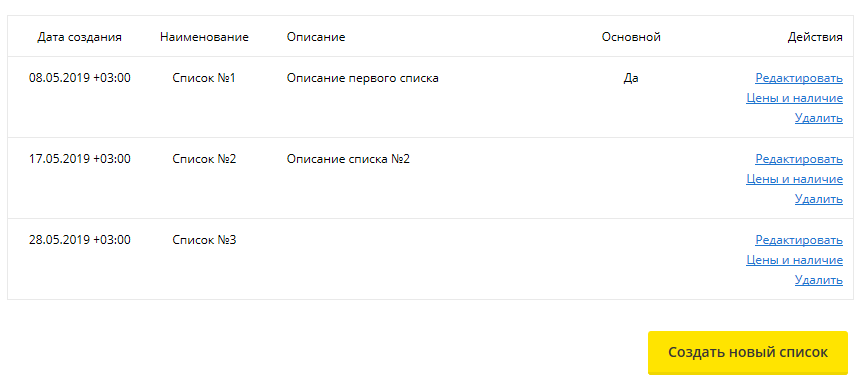 Дата создания Наименование Описание Основной Действия
08.05.2019 +03:00 Список №1 Описание первого списка Да Редактировать
Цены и наличие
Удалить
17.05.2019 +03:00 Список №2 Описание списка №2 Редактировать
Цены и наличие
Удалить
28.05.2019 +03:00 Список №3 Редактировать
Цены и наличие
Удалить
Создать новый список